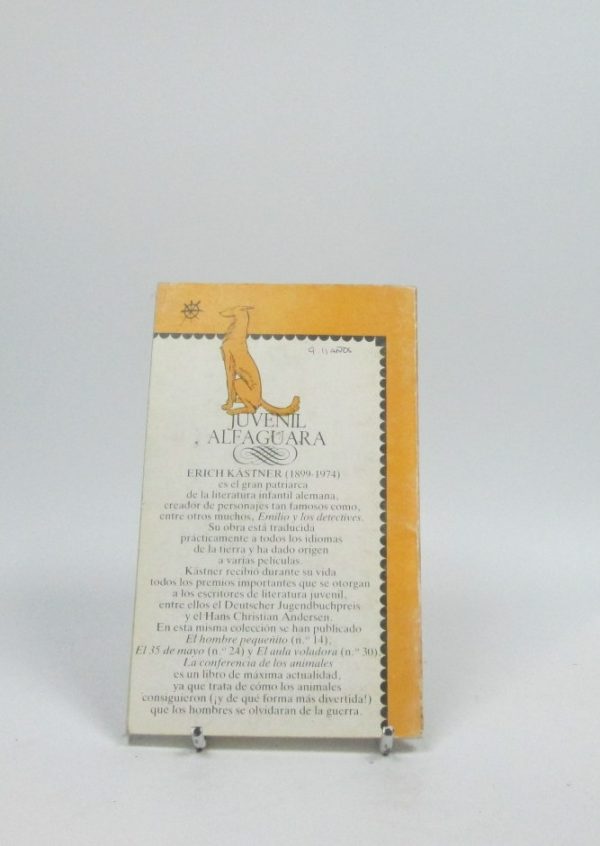 9-11 AÑOS
JUVENIL
ALFAGUARA
ERICH KÄSTNER (1899-1974)
es el gran patriarca
de la literatura infantil alemana,
creador de personajes tan famosos como,
entre otros muchos, Emilio y los detectives.
Su obra está traducida
prácticamente a todos los idiomas
de la tierra y ha dado origen
a varias películas.
Kästner recibió durante su vida
todos los premios importantes que se otorgan
a los escritores de literatura juvenil,
entre ellos el Deutscher Jugendbuchpreis
y el Hans Christian Andersen.
En esta misma colección se han publicado
El hombre pequeñito (n.º 14),
El 35 de mayo (n.º 24) y El aula voladora (n.º 30).
La conferencia de los animales
es un libro de máxima actualidad,
ya que trata de cómo los animales
consiguieron (¡y de qué forma más divertida!)
que los hombres se olvidaran de la guerra.